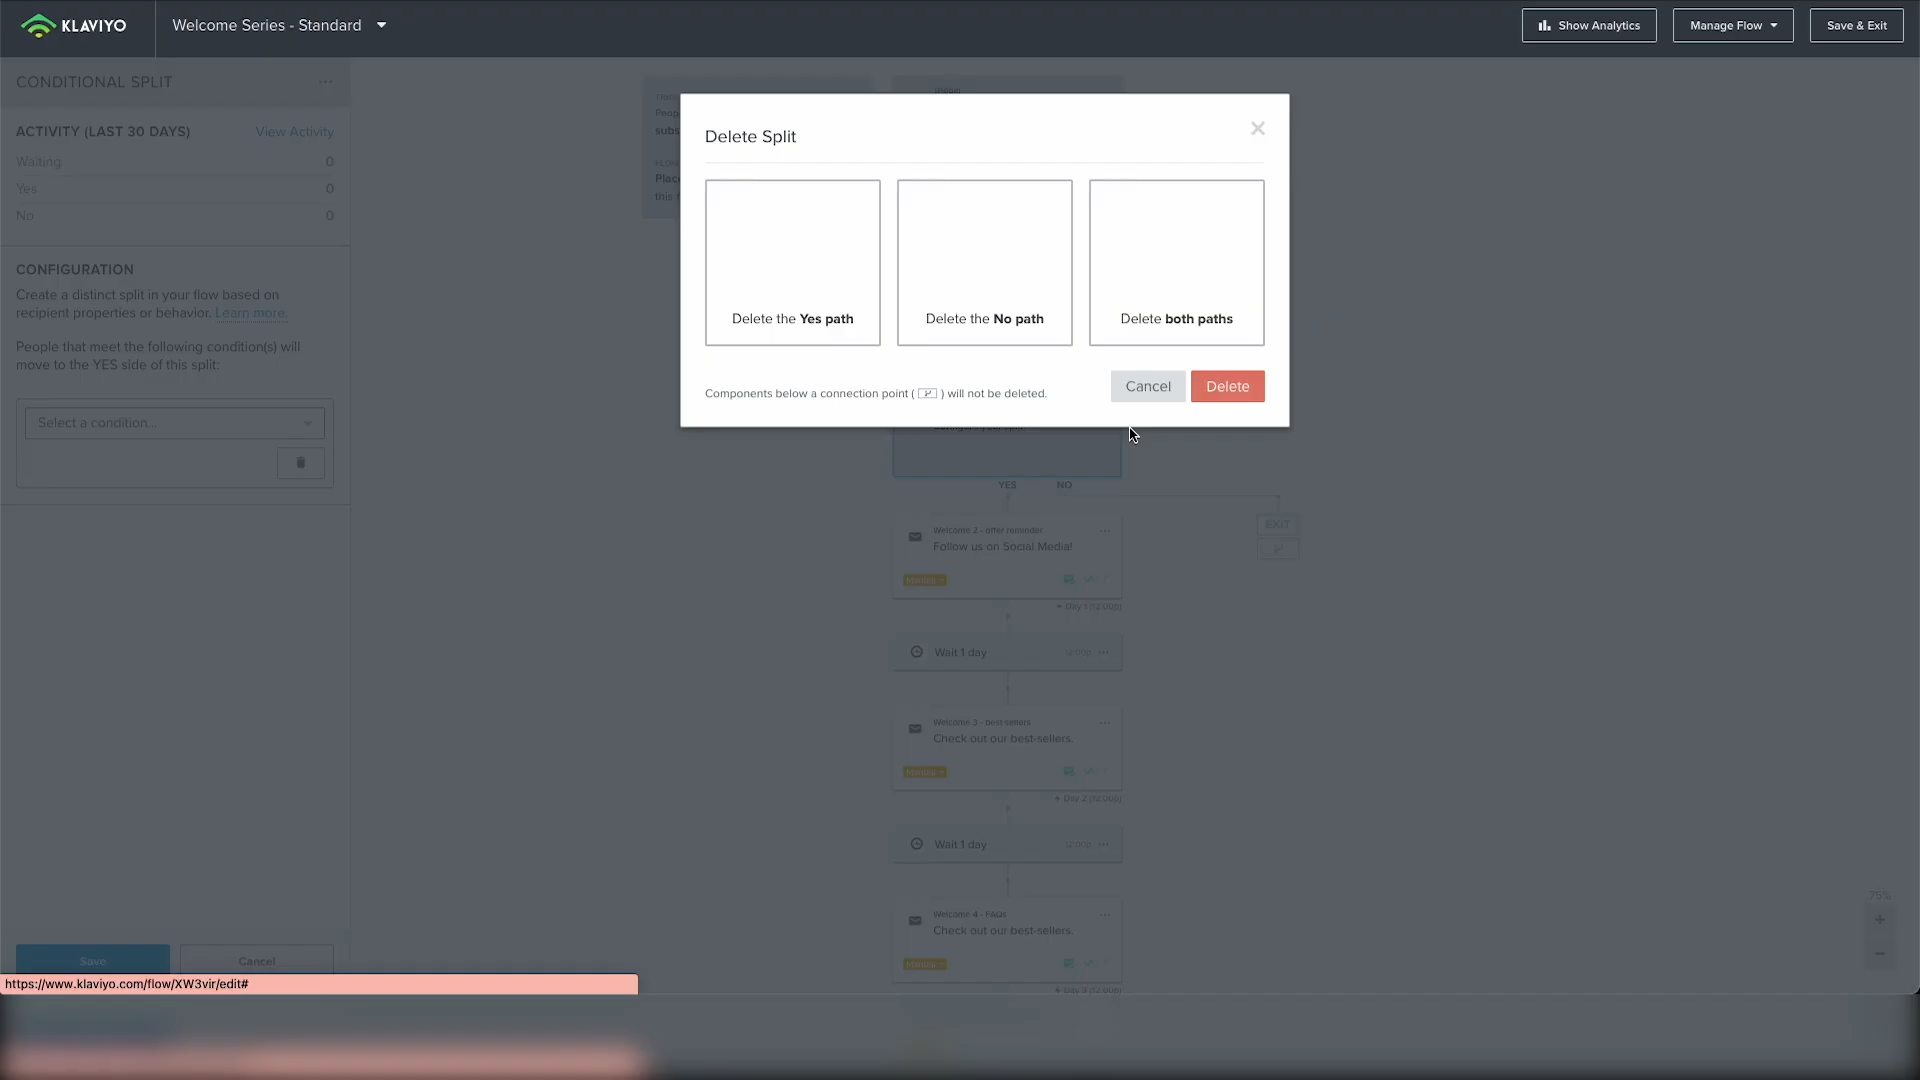 KLAVIYO
Welcome Series - Standard
Show Analytics
Manage Flow
Save & Exit
CONDITIONAL SPLIT
ACTIVITY (LAST 30 DAYS)
View Activity
Waiting 0
Yes 0
No 0
CONFIGURATION
Create a distinct split in your flow based on
recipient properties or behavior. Learn more.
People that meet the following condition(s) will
move to the YES side of this split:
Select a condition...
Save
Cancel
https://www.klaviyo.com/flow/XW3vir/edit#
Delete Split
Delete the Yes path
Delete the No path
Delete both paths
Components below a connection point ( ) will not be deleted.
Cancel
Delete
YES NO
EXIT
Welcome 2 - offer reminder
Follow us on Social Media!
Manual
Day 1 (12:00p)
Wait 1 day
12:00p
Welcome 3 - best sellers
Check out our best-sellers
Manual
Day 2 (12:00p)
Wait 1 day
12:00p
Welcome 4 - FAQs
Check out our best-sellers
Manual
Day 3 (12:00p)
75%